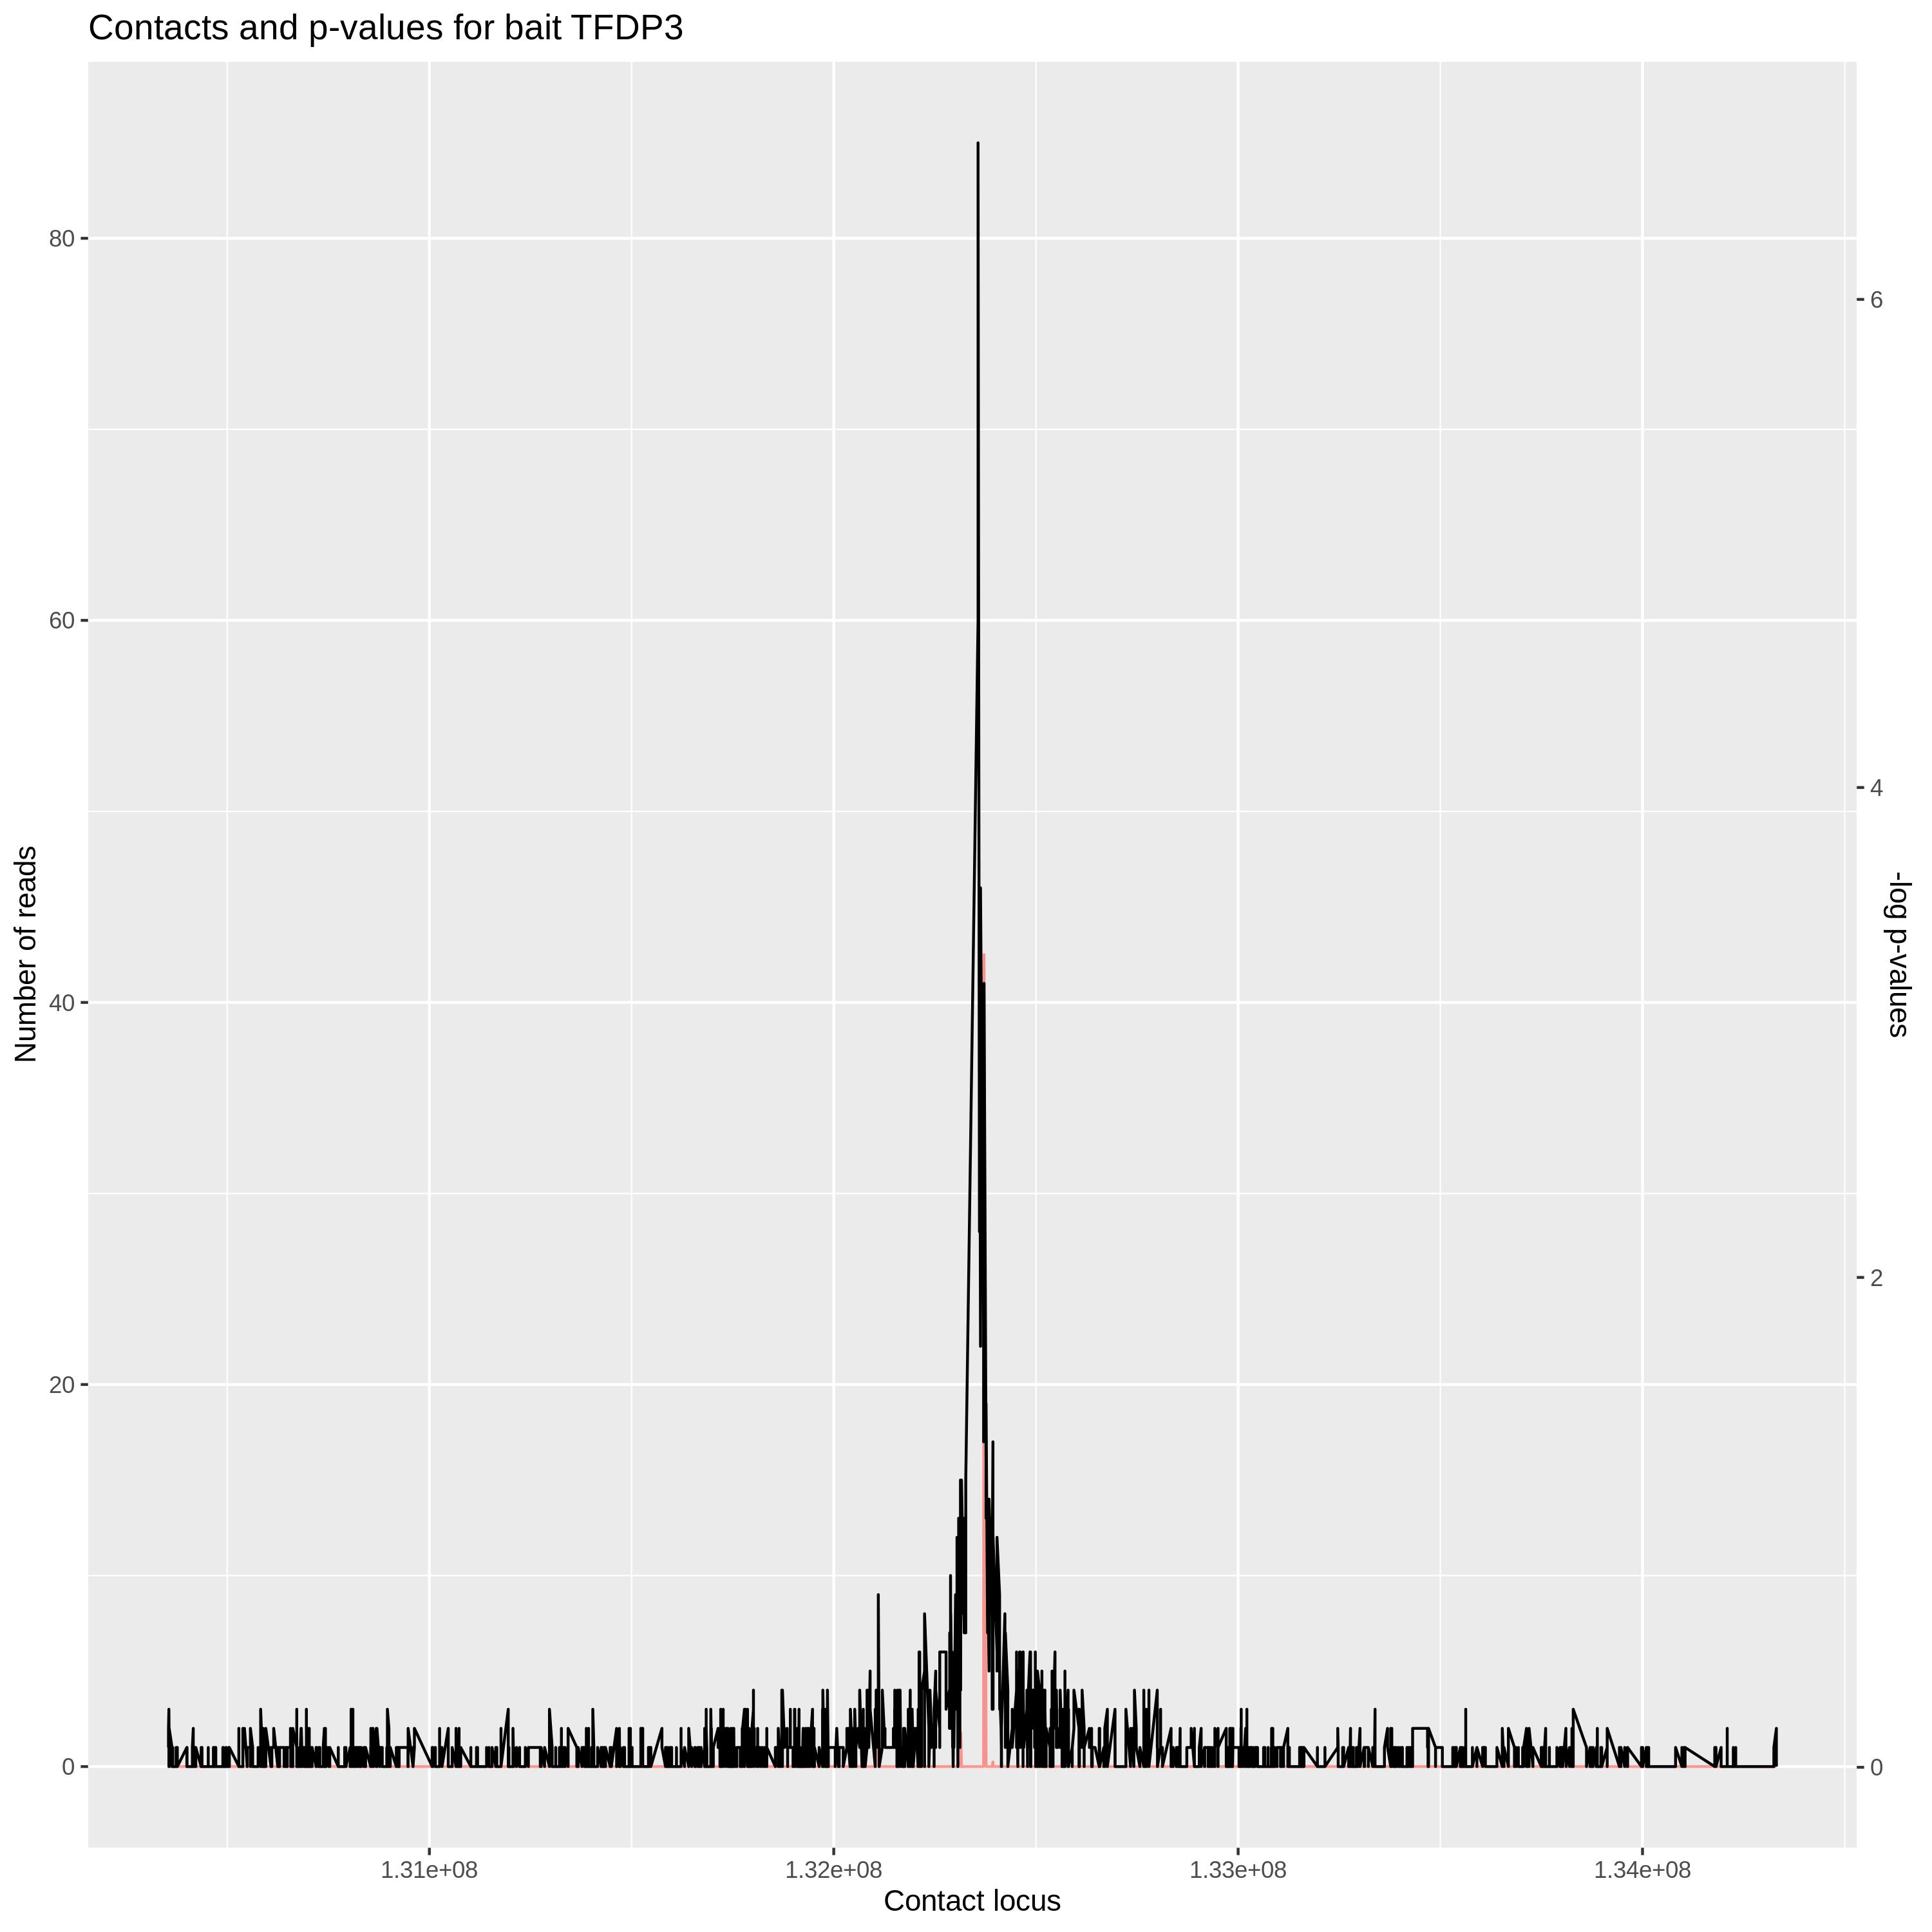 Contacts and p-values for bait TFDP3
80
60
40
20
0
Number of reads
6
4
2
0
-log p-values
1.31e+08
1.32e+08
1.33e+08
1.34e+08
Contact locus